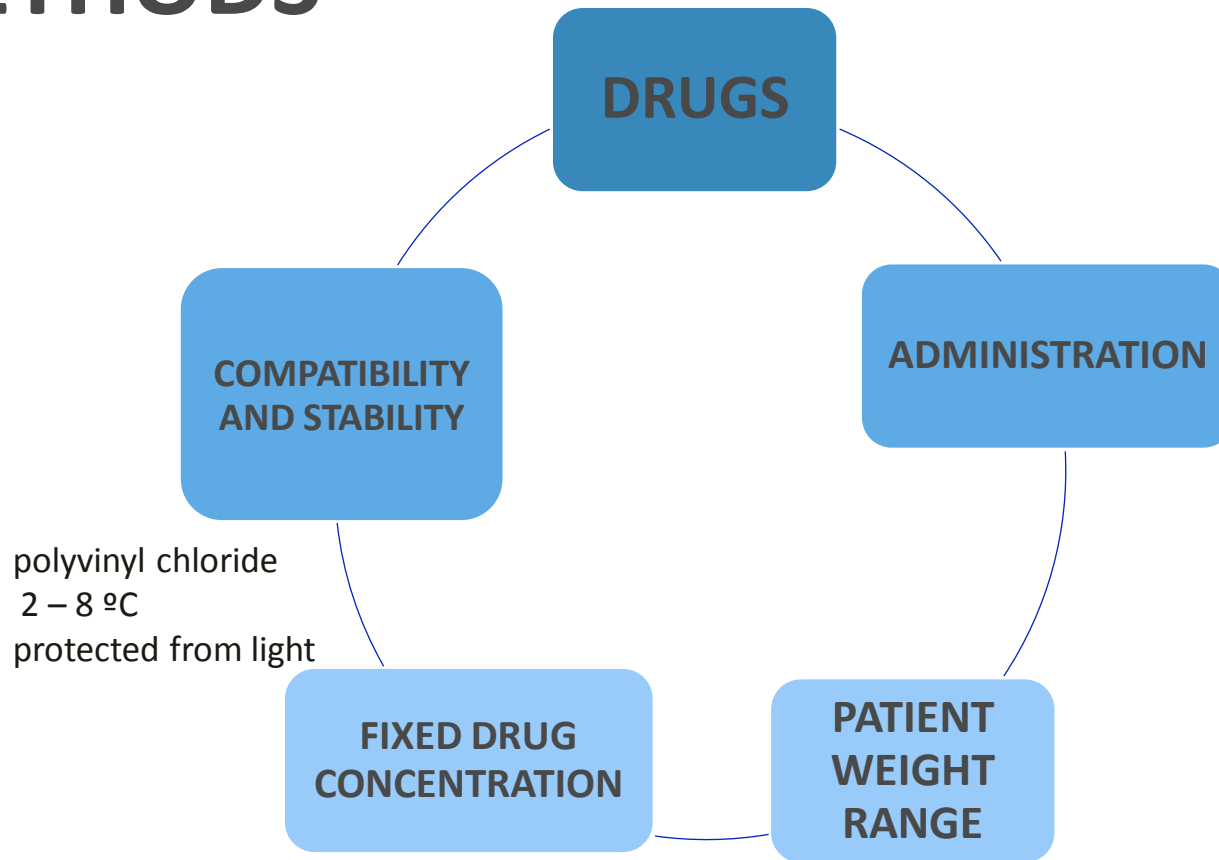 ETHODS
DRUGS
ADMINISTRATION
COMPATIBILITY
AND STABILITY
polyvinyl chloride
2 – 8 ºC
protected from light
FIXED DRUG
CONCENTRATION
PATIENT
WEIGHT
RANGE